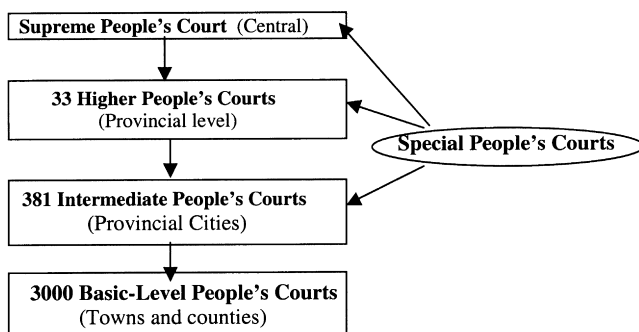 Supreme People's Court (Central)
33 Higher People's Courts
(Provincial level)
Special People's Courts
381 Intermediate People's Courts
(Provincial Cities)
3000 Basic-Level People's Courts
(Towns and counties)